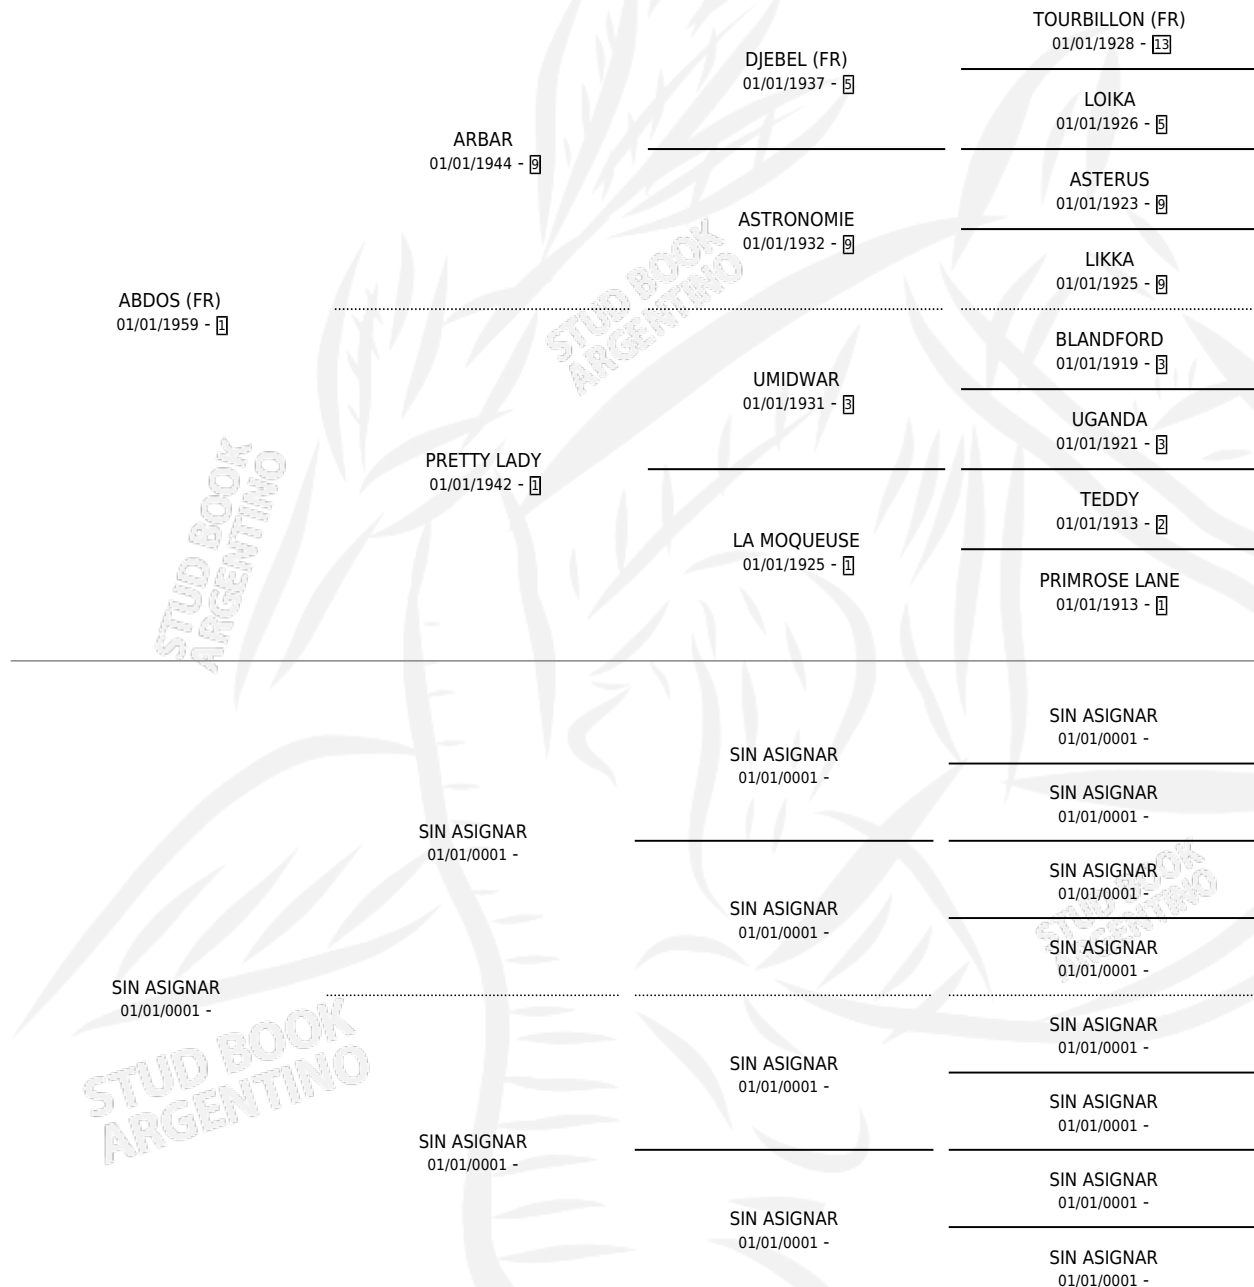 TOURBILLON (FR)
01/01/1928 - 13
DJEBEL (FR)
01/01/1937 - 5
LOIKA
01/01/1926 - 5
ARBAR
01/01/1944 - 9
ASTERUS
01/01/1923 - 9
ASTRONOMIE
01/01/1932 - 9
LIKKA
01/01/1925 - 9
ABDOS (FR)
01/01/1959 - 1
BLANDFORD
01/01/1919 - 3
UMIDWAR
01/01/1931 - 3
UGANDA
01/01/1921 - 3
PRETTY LADY
01/01/1942 - 1
TEDDY
01/01/1913 - 2
LA MOQUEUSE
01/01/1925 - 1
PRIMROSE LANE
01/01/1913 - 1
STUD BOOK
ARGENTINO
STUD BOOK
ARGENTINO
SIN ASIGNAR
01/01/0001 -
SIN ASIGNAR
01/01/0001 -
SIN ASIGNAR
01/01/0001 -
SIN ASIGNAR
01/01/0001 -
SIN ASIGNAR
01/01/0001 -
SIN ASIGNAR
01/01/0001 -
SIN ASIGNAR
01/01/0001 -
SIN ASIGNAR
01/01/0001 -
SIN ASIGNAR
01/01/0001 -
SIN ASIGNAR
01/01/0001 -
SIN ASIGNAR
01/01/0001 -
SIN ASIGNAR
01/01/0001 -
SIN ASIGNAR
01/01/0001 -
SIN ASIGNAR
01/01/0001 -
SIN ASIGNAR
01/01/0001 -
STUD BOOK
ARGENTINO
STUD BOOK
ARGENTINO